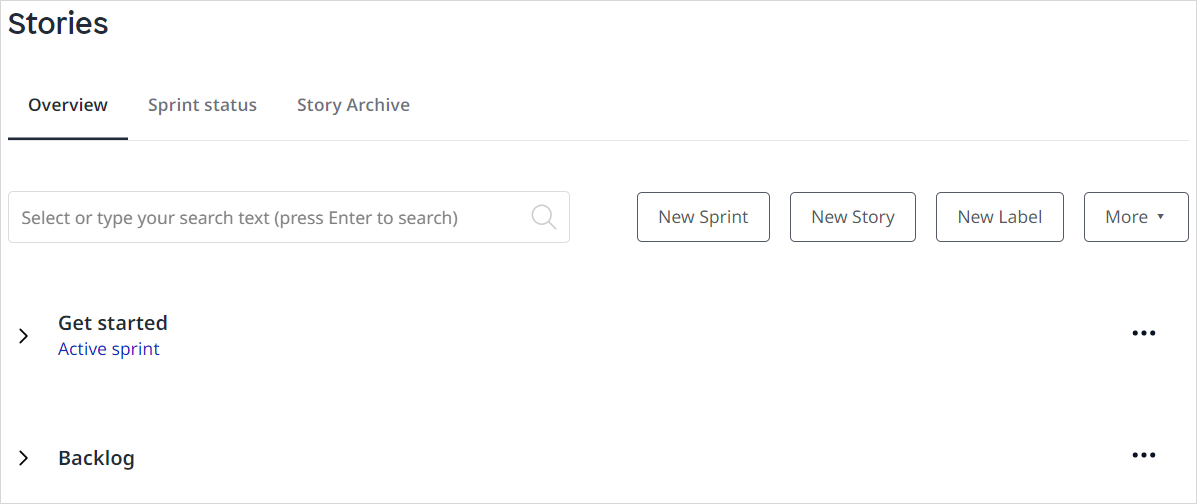 Stories
Overview Sprint status Story Archive
Select or type your search text (press Enter to search) New Sprint New Story New Label More
Get started
Active sprint
Backlog